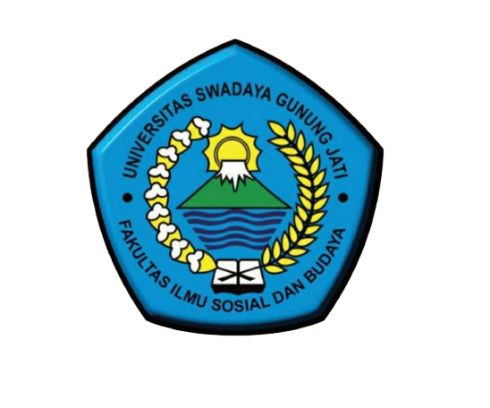 UNIVERSITAS SWADAYA GUNUNG JATI
FAKULTAS ILMU SOSIAL DAN BUDAYA